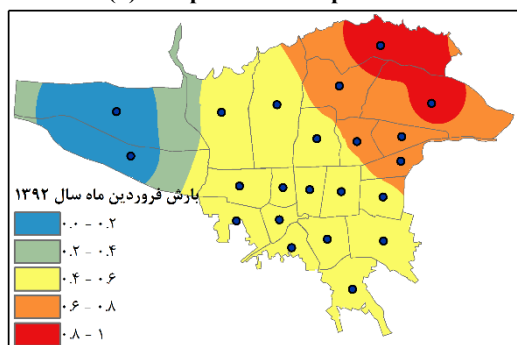 بارش فروردین ماه سال ۱۳۹۲
۰.۰ - ۰.۲
۰.۲ - ۰.۴
۰.۴ - ۰.۶
۰.۶ - ۰.۸
۰.۸ - ۱